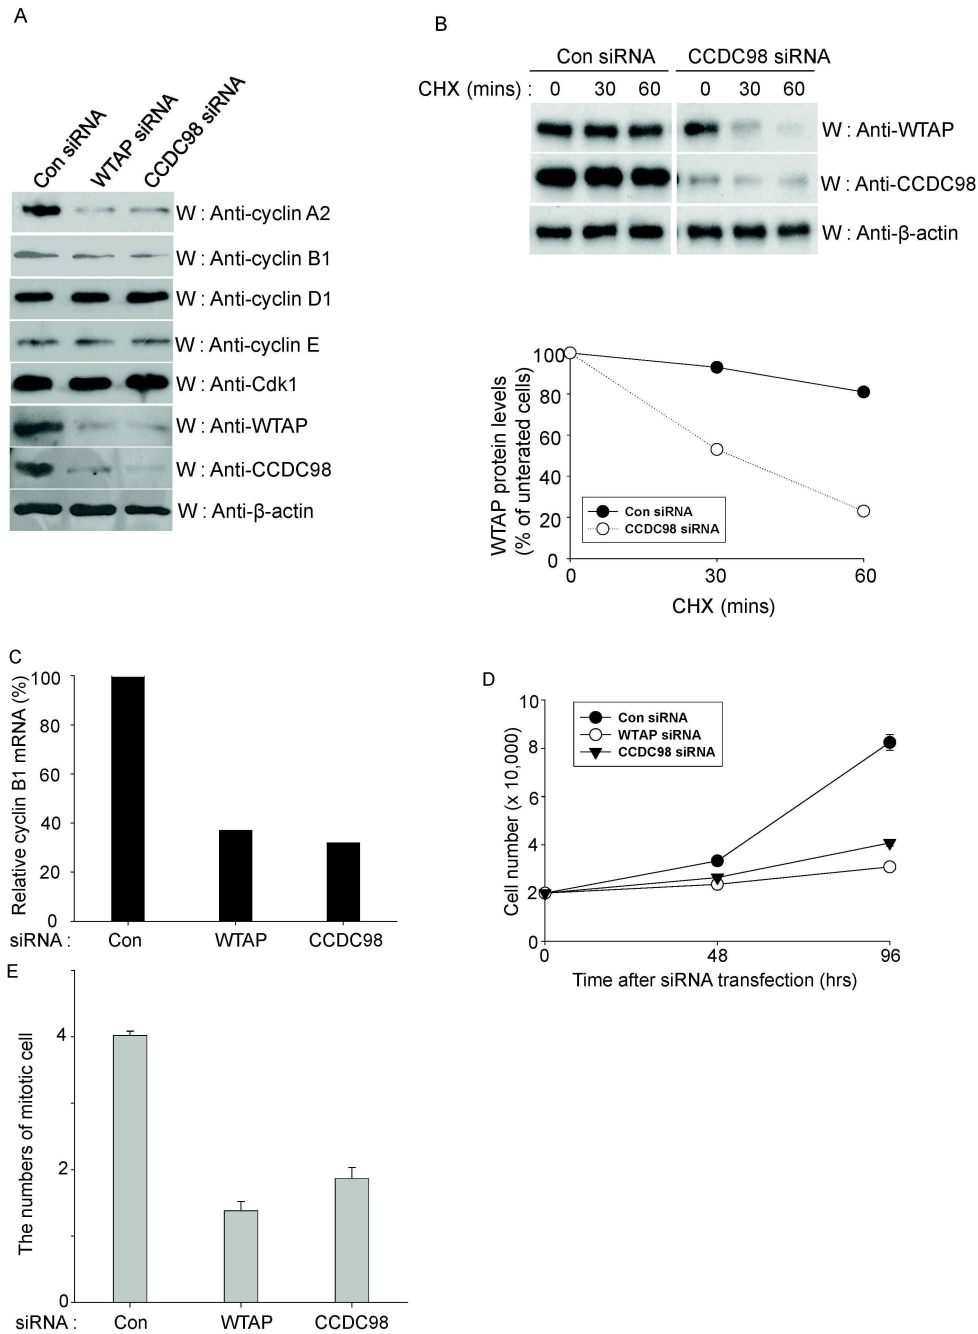 A
Con siRNA
WTAP siRNA
CCDC98 siRNA
W : Anti-cyclin A2
W : Anti-cyclin B1
W : Anti-cyclin D1
W : Anti-cyclin E
W : Anti-Cdk1
W : Anti-WTAP
W : Anti-CCDC98
W : Anti-β-actin
B
Con siRNA CCDC98 siRNA
CHX (mins) : 0 30 60 0 30 60
W : Anti-WTAP
W : Anti-CCDC98
W : Anti-β-actin
WTAP protein levels
(% of unterated cells)
100
80
60
40
20
0
Con siRNA
CCDC98 siRNA
0 30 60
CHX (mins)
C
Relative cyclin B1 mRNA (%)
100
80
60
40
20
0
siRNA : Con WTAP CCDC98
D
Cell number (x 10,000)
10
8
6
4
2
0
Con siRNA
WTAP siRNA
CCDC98 siRNA
0 48 96
Time after siRNA transfection (hrs)
E
The numbers of mitotic cell
4
2
0
siRNA : Con WTAP CCDC98